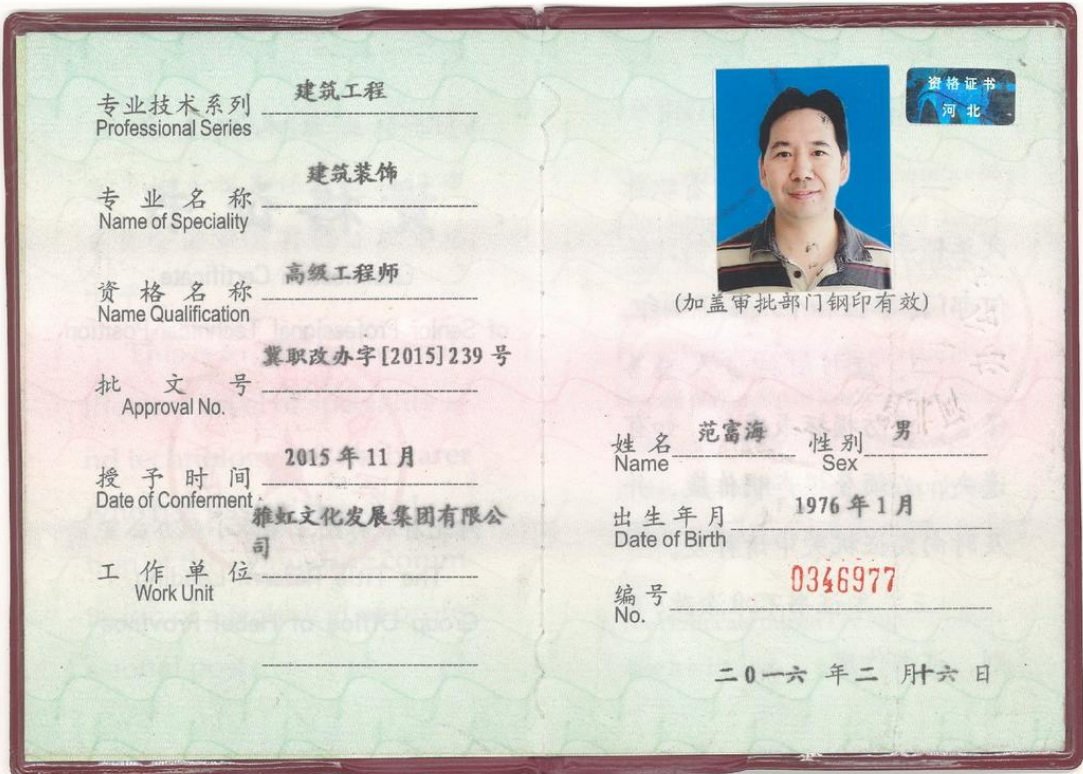 专业技术系列 建筑工程
Professional Series
专业名称 建筑装饰
Name of Speciality
资格名称 高级工程师
Name Qualification
批文号 冀职改办字[2015]239号
Approval No.
授予时间 2015年11月
Date of Conferment
雅虹文化发展集团有限公
司
工作单位
Work Unit
资格证书
河北
(加盖审批部门钢印有效)
姓名 范富海 性别 男
Name Sex
出生年月 1976年1月
Date of Birth
编号 0346977
No.
二0一六 年二 月十六 日